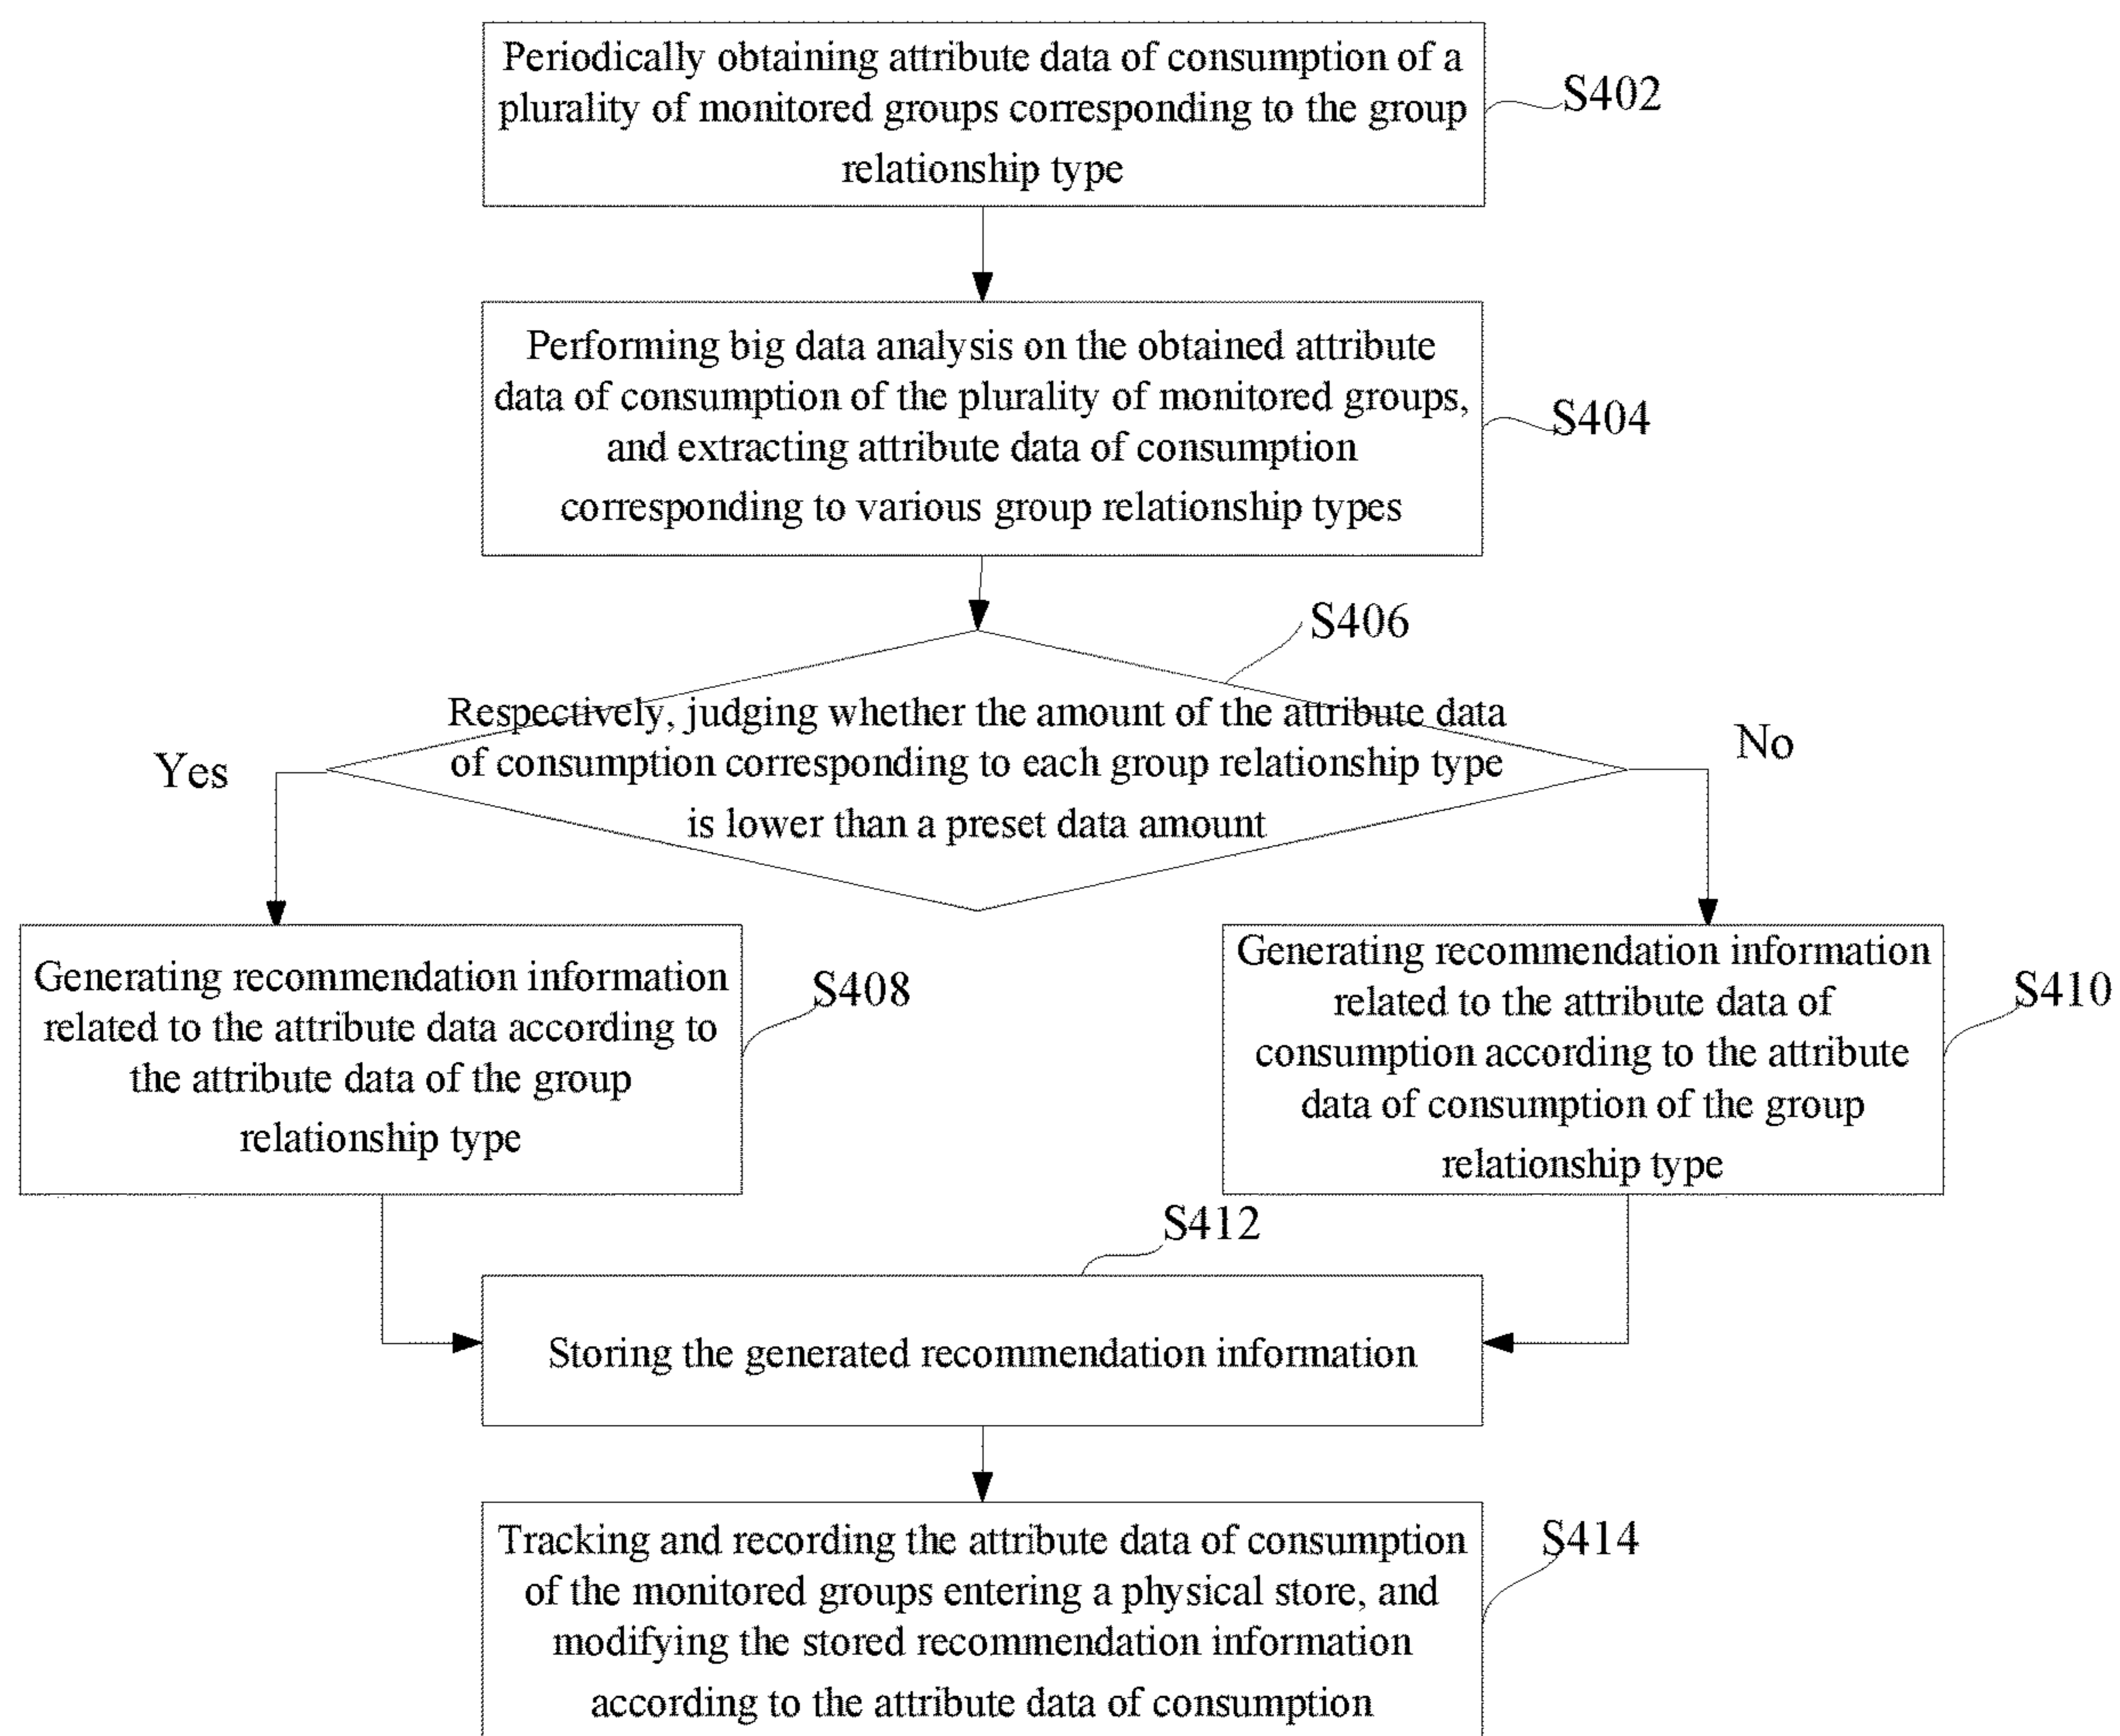 Periodically obtaining attribute data of consumption of a
plurality of monitored groups corresponding to the group
relationship type
S402
Performing big data analysis on the obtained attribute
data of consumption of the plurality of monitored groups,
and extracting attribute data of consumption
corresponding to various group relationship types
S404
S406
Respectively, judging whether the amount of the attribute data
of consumption corresponding to each group relationship type
is lower than a preset data amount
Yes
No
Generating recommendation information
related to the attribute data according to
the attribute data of the group
relationship type
S408
Generating recommendation information
related to the attribute data of
consumption according to the attribute
data of consumption of the group
relationship type
S410
S412
Storing the generated recommendation information
Tracking and recording the attribute data of consumption
of the monitored groups entering a physical store, and
modifying the stored recommendation information
according to the attribute data of consumption
S414